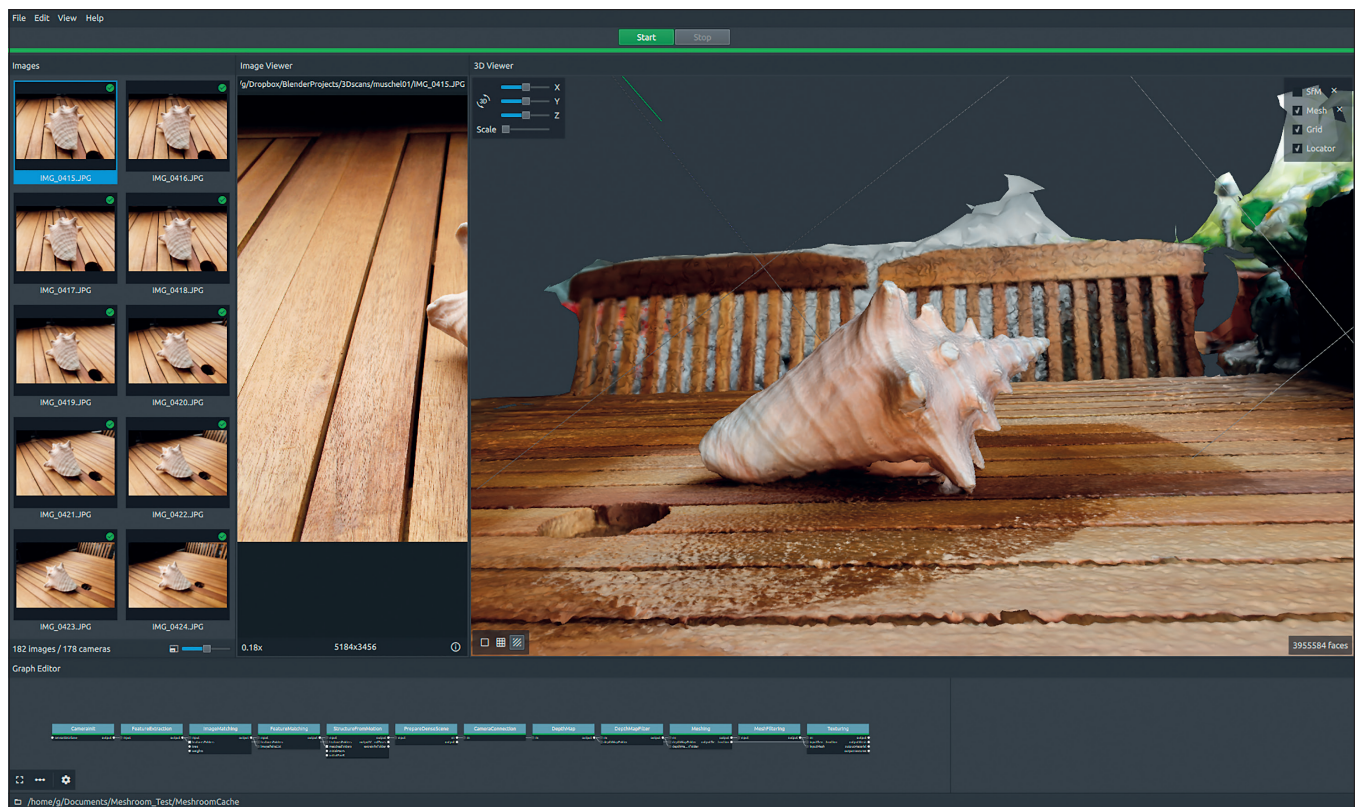 File Edit View Help
Start Stop
Images
IMG_0415.JPG
IMG_0416.JPG
IMG_0417.JPG
IMG_0418.JPG
IMG_0419.JPG
IMG_0420.JPG
IMG_0421.JPG
IMG_0422.JPG
IMG_0423.JPG
IMG_0424.JPG
182 images / 178 cameras
Image Viewer
/g/Dropbox/BlenderProjects/3Dscans/muschel01/IMG_0415.JPG
0.18x 5184x3456
3D Viewer
3D
X
Y
Z
Scale
SfM ×
Mesh ×
Grid
Locator
3955584 faces
Graph Editor
CameraInit FeatureExtraction ImageMatching FeatureMatching StructureFromMotion PrepareDenseScene CameraConnection DepthMap DepthMapFilter Meshing MeshFiltering Texturing
/home/g/Documents/Meshroom_Test/MeshroomCache